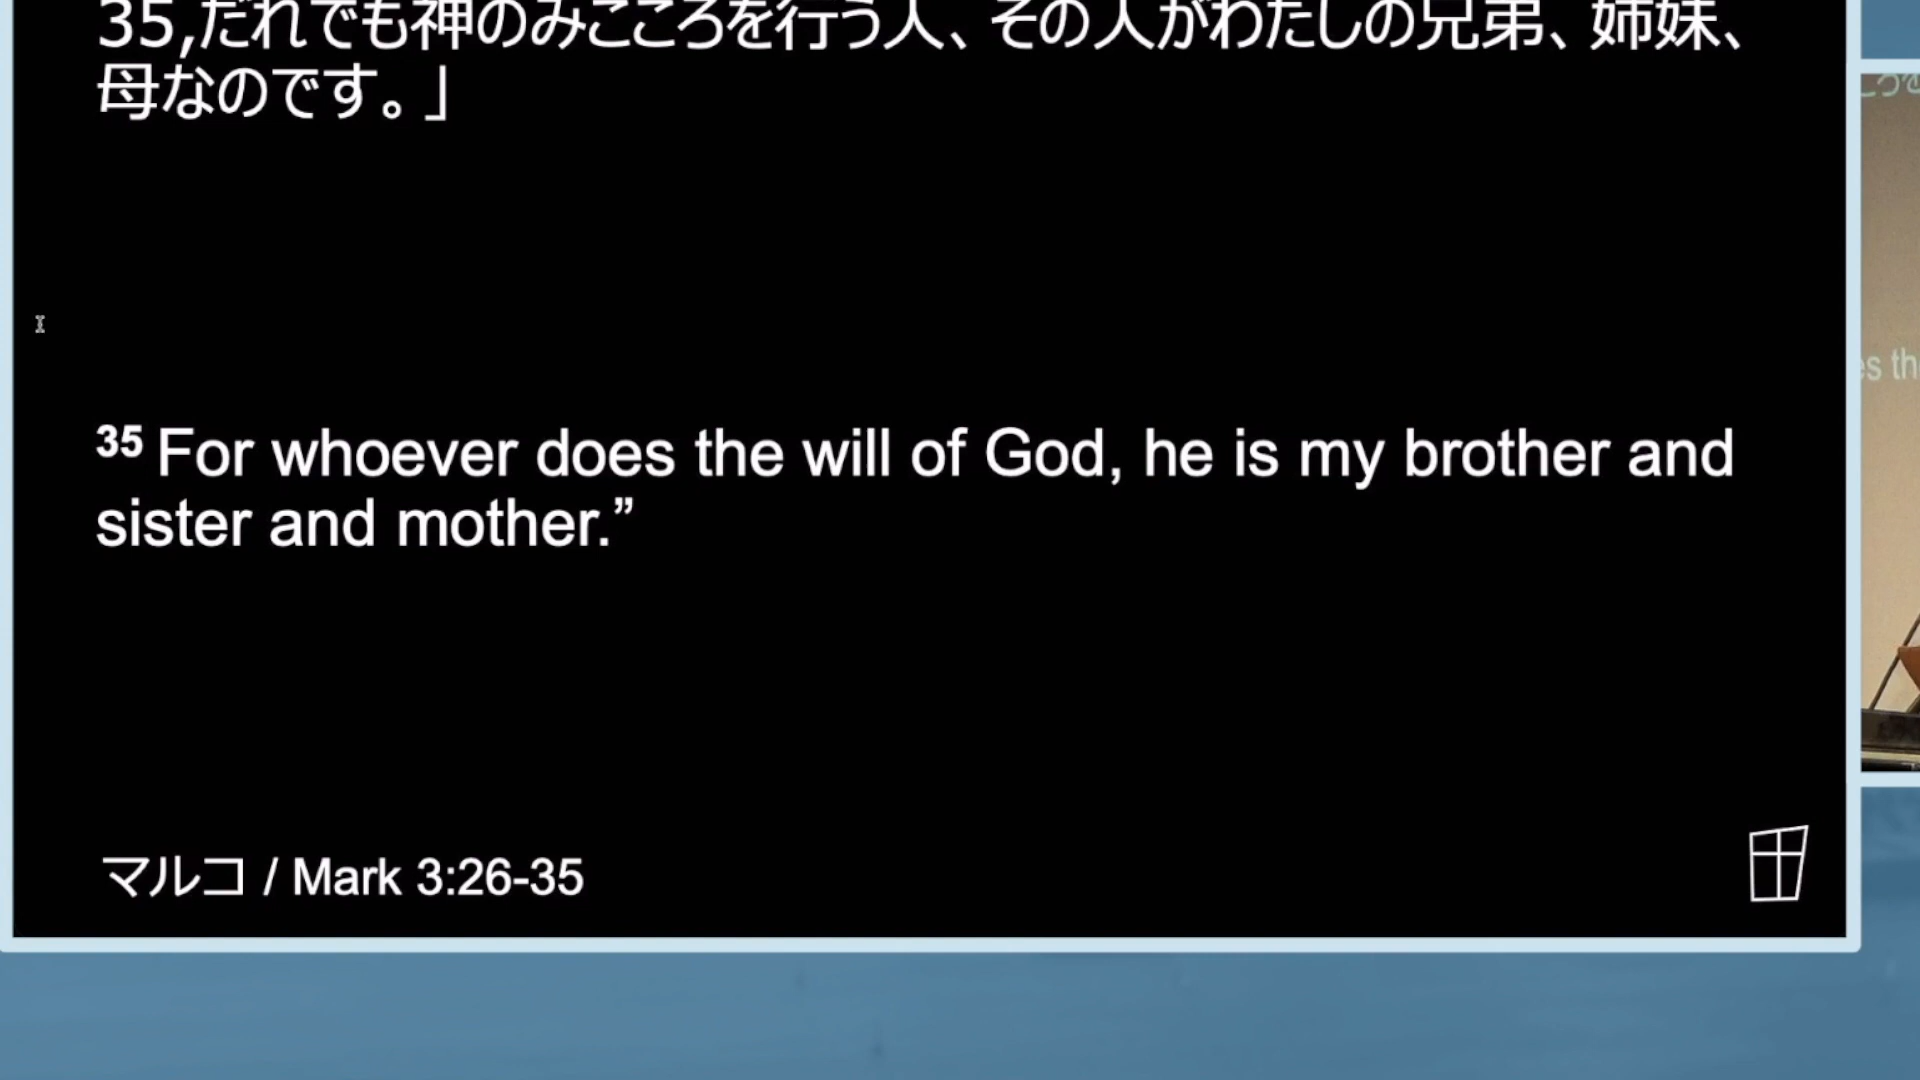 35,だれでも神のみこころを行う人、その人がわたしの兄弟、姉妹、
母なのです。」
35 For whoever does the will of God, he is my brother and
sister and mother.”
マルコ / Mark 3:26-35
es th